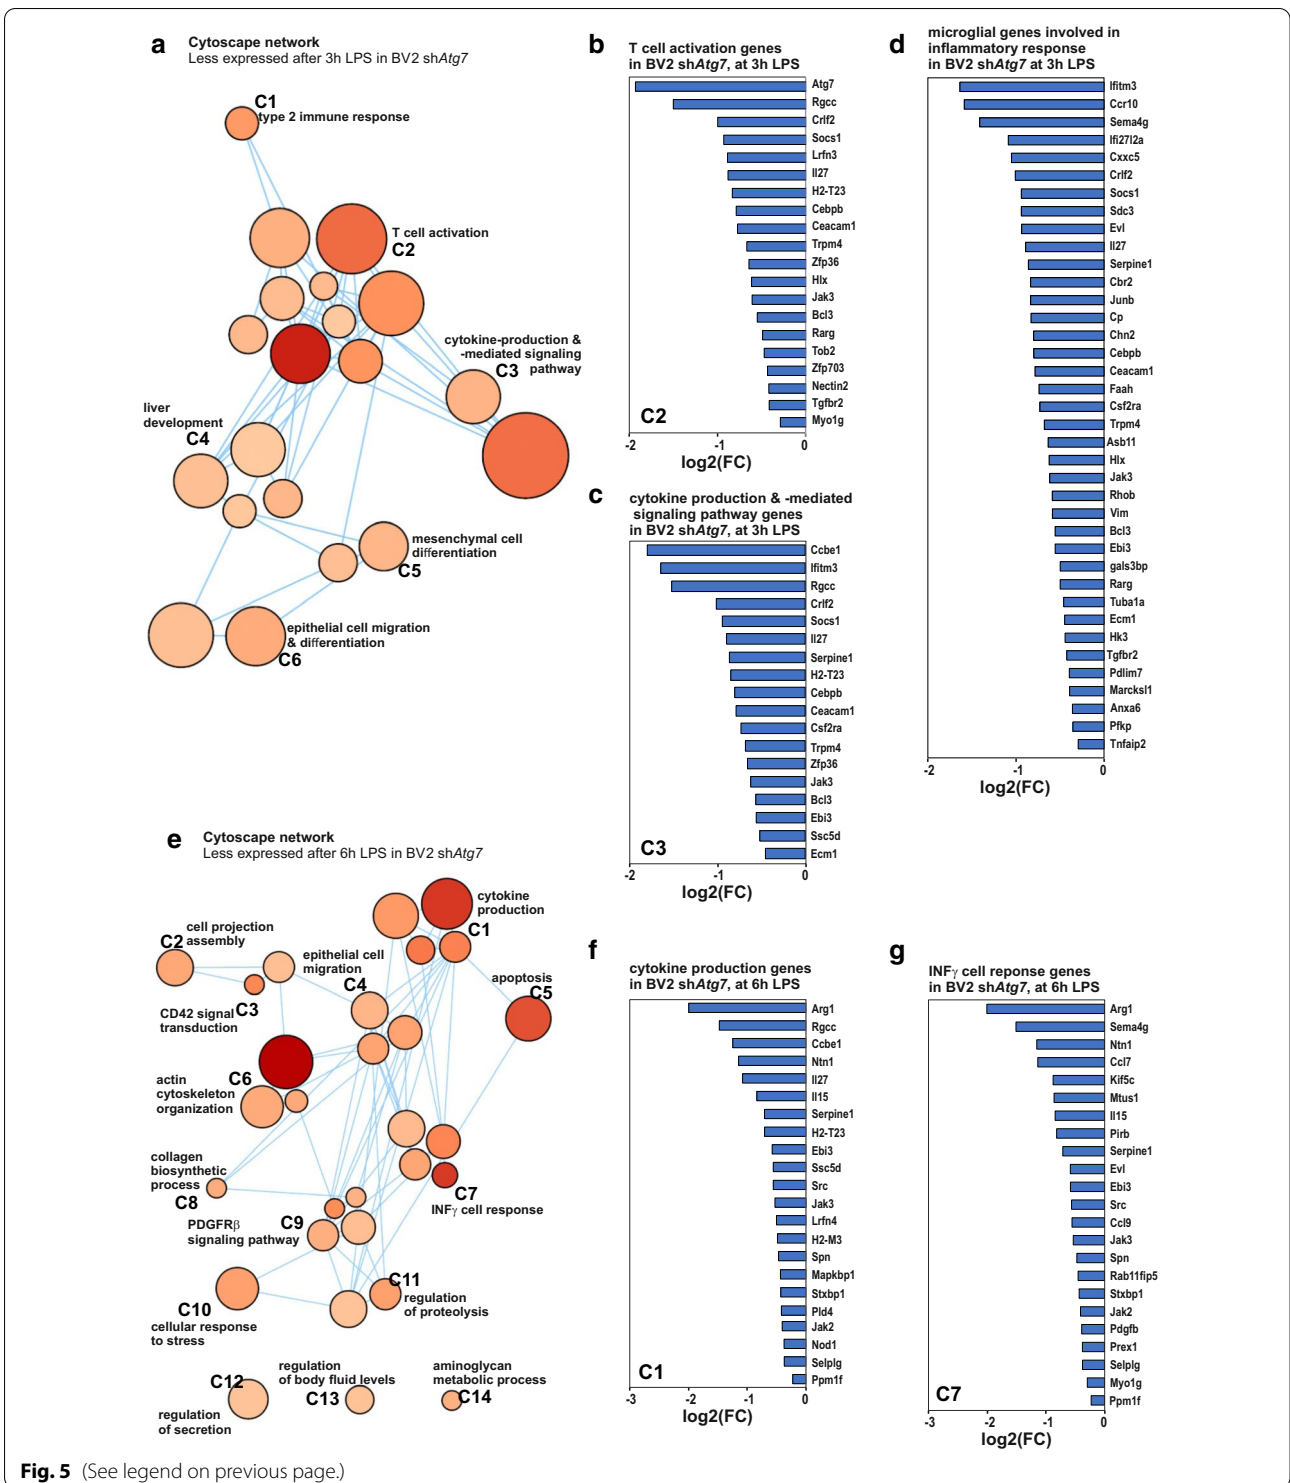 a
Cytoscape network
Less expressed after 3h LPS in BV2 shAtg7
C1
type 2 immune response
T cell activation
C2
cytokine-production &
-mediated signaling
C3 pathway
liver
development
C4
mesenchymal cell
differentiation
C5
epithelial cell migration
& differentiation
C6
b
T cell activation genes
in BV2 shAtg7, at 3h LPS
Atg7
Rgcc
Crlf2
Socs1
Lrfn3
Il27
H2-T23
Cebpb
Ceacam1
Trpm4
Zfp36
Hlx
Jak3
Bcl3
Rarg
Tob2
Zfp703
Nectin2
Tgfbr2
Myo1g
C2
-2 -1 0
log2(FC)
c
cytokine production & -mediated
signaling pathway genes
in BV2 shAtg7, at 3h LPS
Ccbe1
Ifitm3
Rgcc
Crlf2
Socs1
Il27
Serpine1
H2-T23
Cebpb
Ceacam1
Csf2ra
Trpm4
Zfp36
Jak3
Bcl3
Ebi3
Ssc5d
Ecm1
C3
-2 -1 0
log2(FC)
d
microglial genes involved in
inflammatory response
in BV2 shAtg7 at 3h LPS
Ifitm3
Ccr10
Sema4g
Ifi27l2a
Cxxc5
Crlf2
Socs1
Sdc3
Evl
Il27
Serpine1
Cbr2
Junb
Cp
Chn2
Cebpb
Ceacam1
Faah
Csf2ra
Trpm4
Asb11
Hlx
Jak3
Rhob
Vim
Bcl3
Ebi3
gals3bp
Rarg
Tuba1a
Ecm1
Hk3
Tgfbr2
Pdlim7
Marcksl1
Anxa6
Pfkp
Tnfaip2
-2 -1 0
log2(FC)
e
Cytoscape network
Less expressed after 6h LPS in BV2 shAtg7
cytokine
production
C1
cell projection
C2 assembly
epithelial cell
migration
C4
apoptosis
C5
C3
CD42 signal
transduction
C6
actin
cytoskeleton
organization
collagen
biosynthetic
process
C8
C7
INFγ cell response
PDGFRβ C9
signaling pathway
C11
regulation
of proteolysis
C10
cellular response
to stress
C12
regulation
of secretion
regulation
of body fluid levels
C13
aminoglycan
metabolic process
C14
f
cytokine production genes
in BV2 shAtg7, at 6h LPS
Arg1
Rgcc
Ccbe1
Ntn1
Il27
Il15
Serpine1
H2-T23
Ebi3
Ssc5d
Src
Jak3
Lrfn4
H2-M3
Spn
Mapkbp1
Stxbp1
Pld4
Jak2
Nod1
Selplg
Ppm1f
C1
-3 -2 -1 0
log2(FC)
g
INFγ cell reponse genes
in BV2 shAtg7, at 6h LPS
Arg1
Sema4g
Ntn1
Ccl7
Kif5c
Mtus1
Il15
Pirb
Serpine1
Evl
Ebi3
Src
Ccl9
Jak3
Spn
Rab11fip5
Stxbp1
Jak2
Pdgfb
Prex1
Selplg
Myo1g
Ppm1f
C7
-3 -2 -1 0
log2(FC)
Fig. 5 (See legend on previous page.)